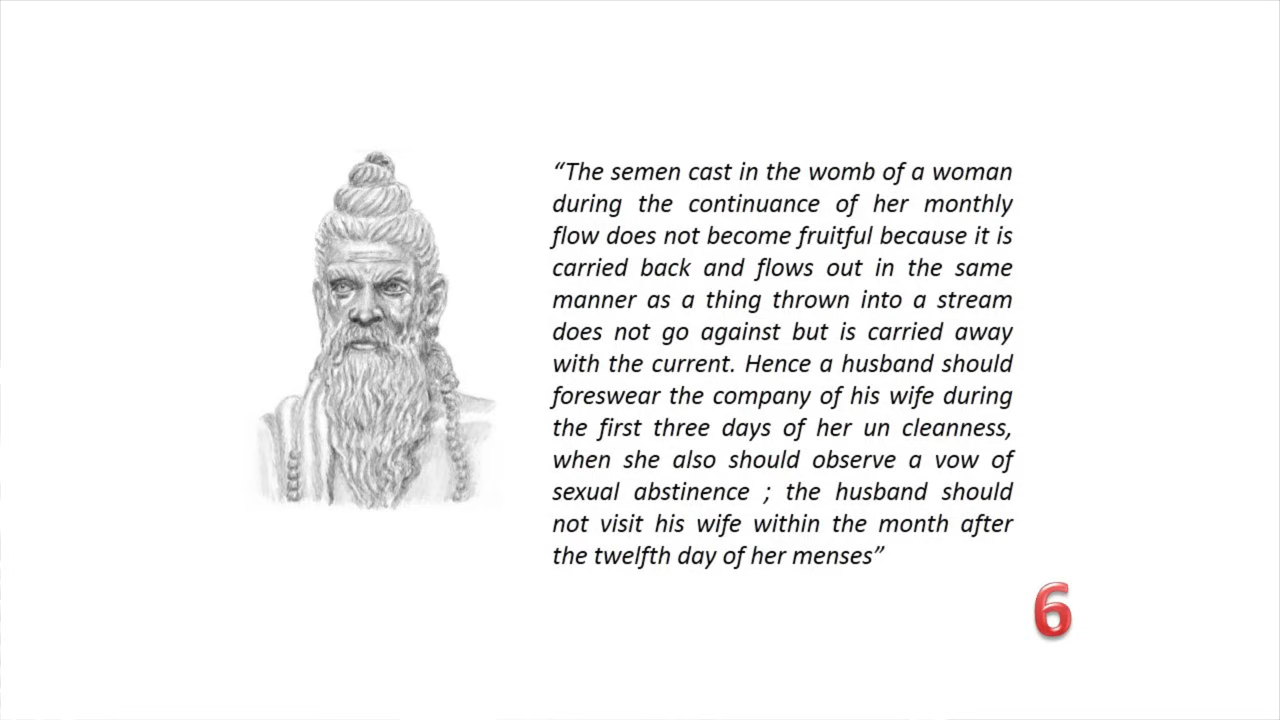 “The semen cast in the womb of a woman
during the continuance of her monthly
flow does not become fruitful because it is
carried back and flows out in the same
manner as a thing thrown into a stream
does not go against but is carried away
with the current. Hence a husband should
foreswear the company of his wife during
the first three days of her un cleanness,
when she also should observe a vow of
sexual abstinence ; the husband should
not visit his wife within the month after
the twelfth day of her menses”
6